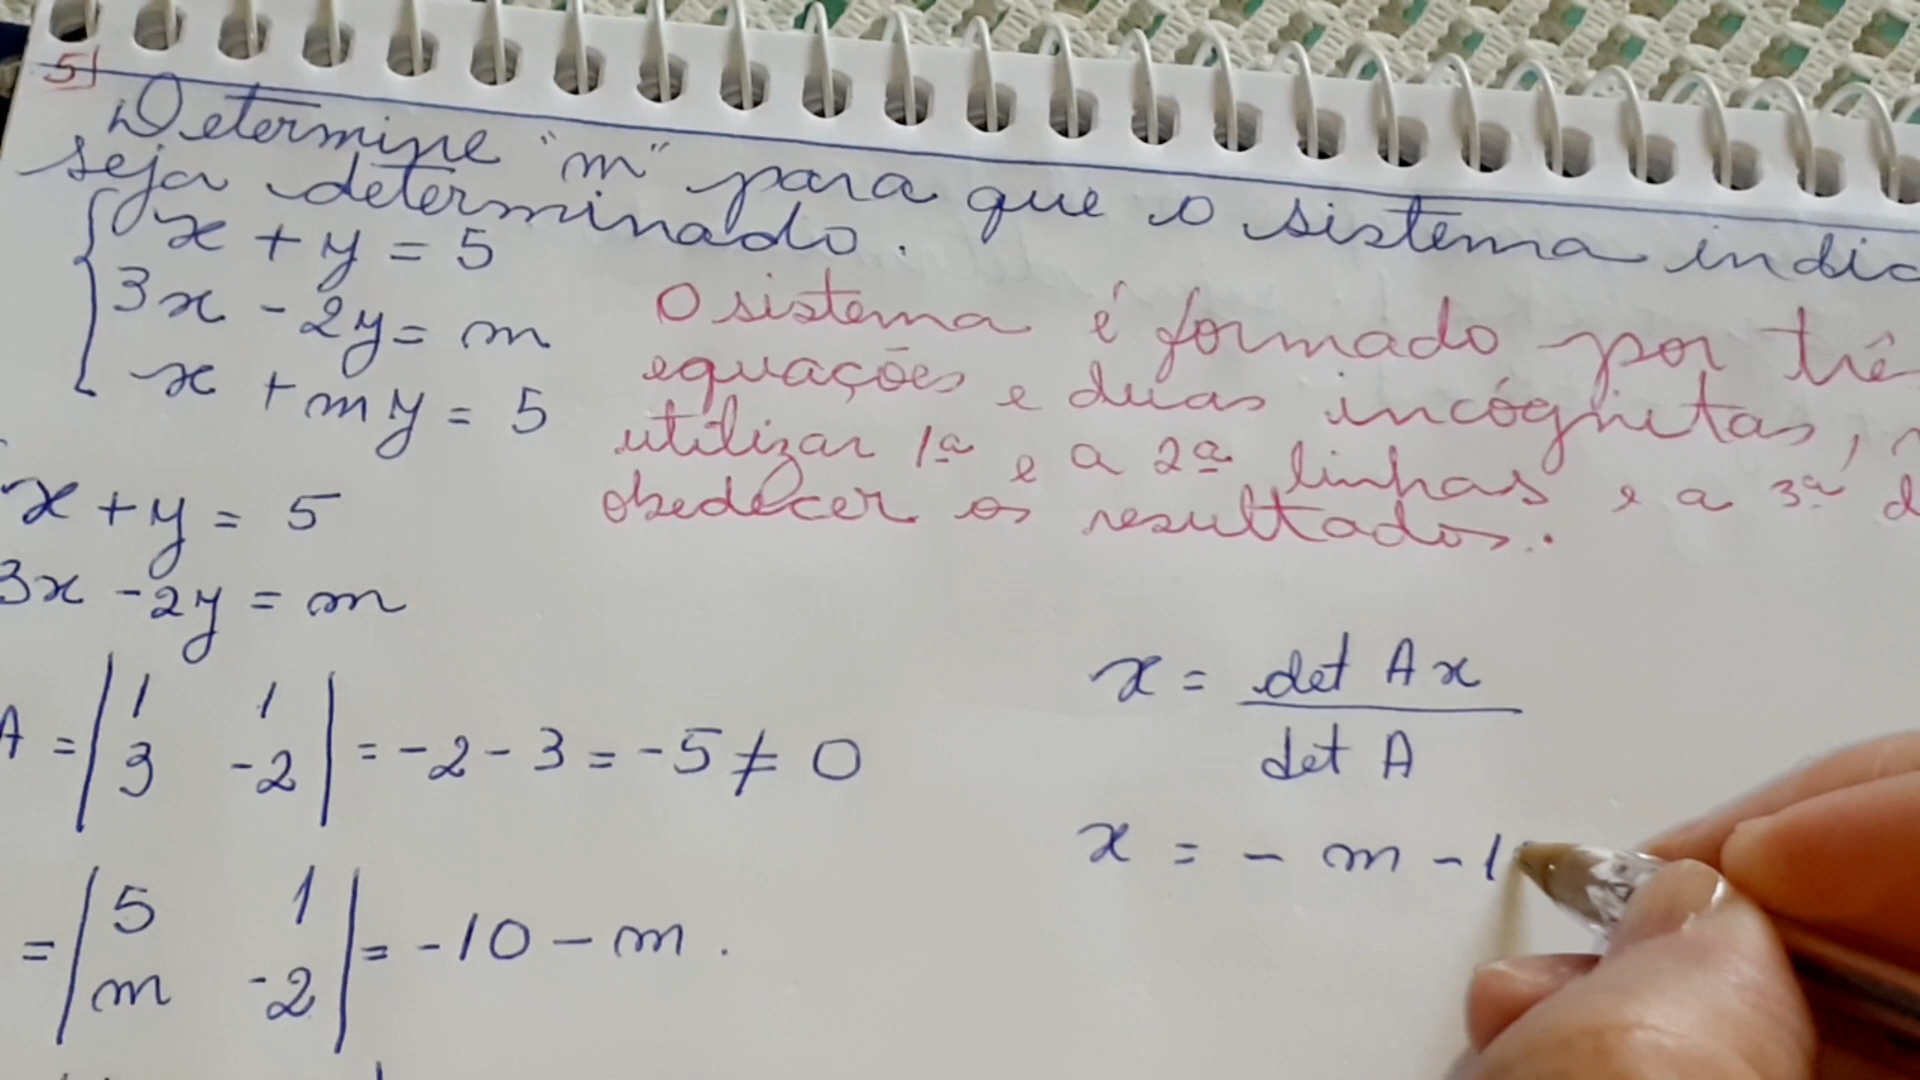 5)
Determine "m" para que o sistema
seja determinado.
x + y = 5
3x - 2y = m
x + my = 5
O sistema é formado por
equações e duas incógnitas,
utilizar 1ª e a 2ª linhas e a 3ª
obedecer os resultados.
x + y = 5
3x - 2y = m
A = | 1 1 | = -2 - 3 = -5 ≠ 0
| 3 -2 |
= | 5 1 | = -10 - m.
| m -2 |
x = det Ax
det A
x = - m - 1